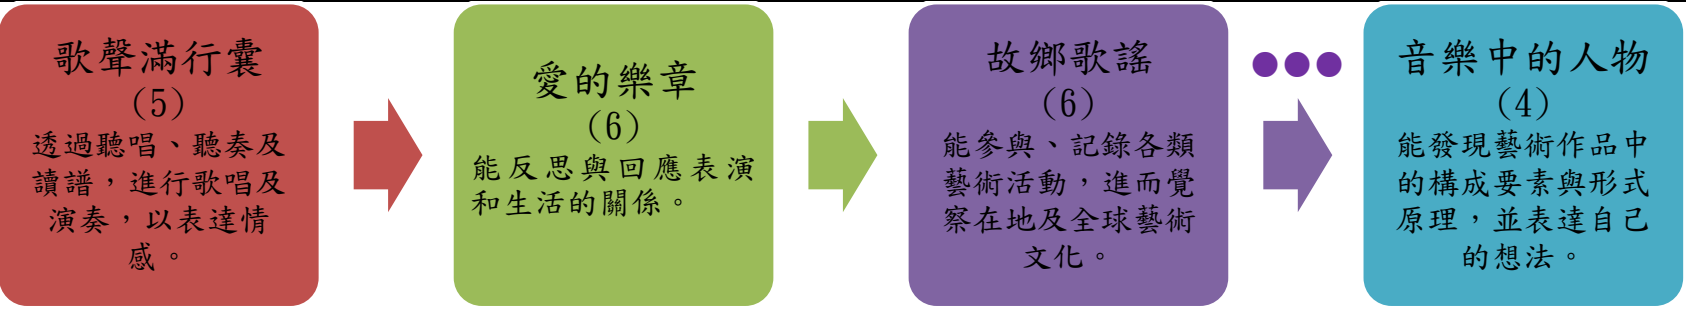 歌聲滿行囊
(5)
透過聽唱、聽奏及
讀譜，進行歌唱及
演奏，以表達情
感。
愛的樂章
(6)
能反思與回應表演
和生活的關係。
故鄉歌謠
(6)
能參與、記錄各類
藝術活動，進而覺
察在地及全球藝術
文化。
音樂中的人物
(4)
能發現藝術作品中
的構成要素與形式
原理，並表達自己
的想法。